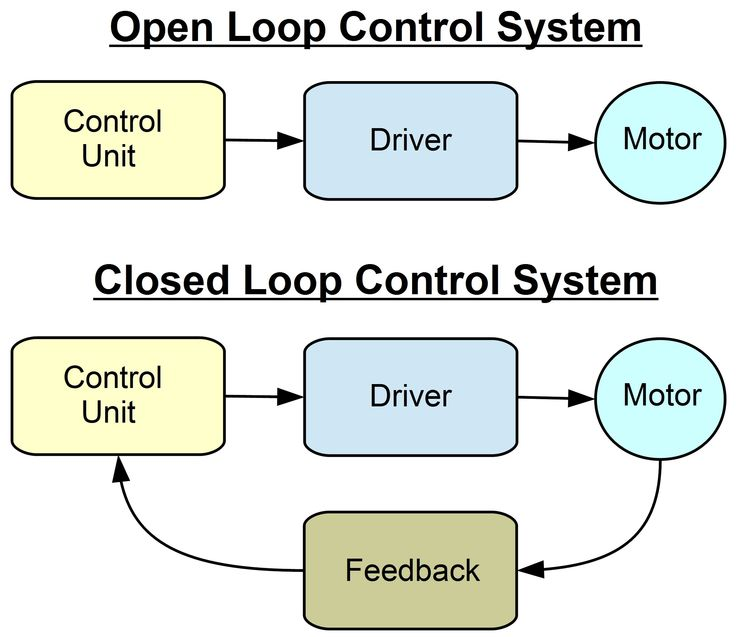 Open Loop Control System
Control
Unit
Driver
Motor
Closed Loop Control System
Control
Unit
Driver
Motor
Feedback